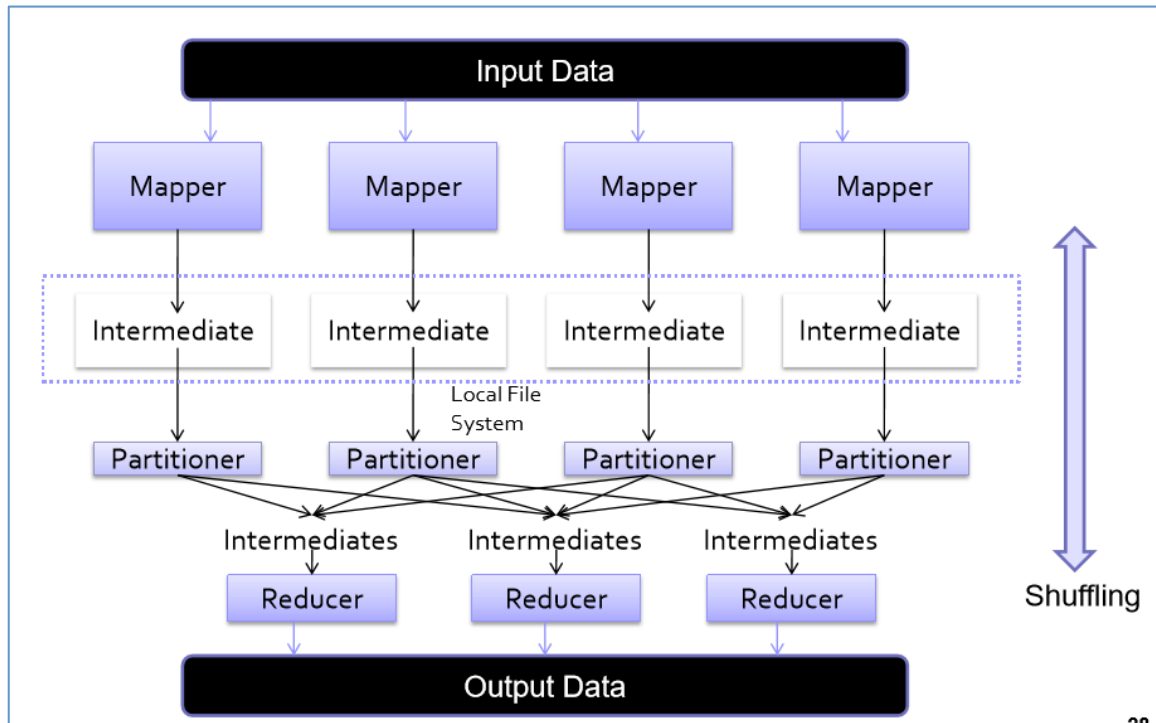 Input Data
Mapper Mapper Mapper Mapper
Intermediate Intermediate Intermediate Intermediate
Local File
System
Partitioner Partitioner Partitioner Partitioner
Intermediates Intermediates Intermediates
Reducer Reducer Reducer
Shuffling
Output Data